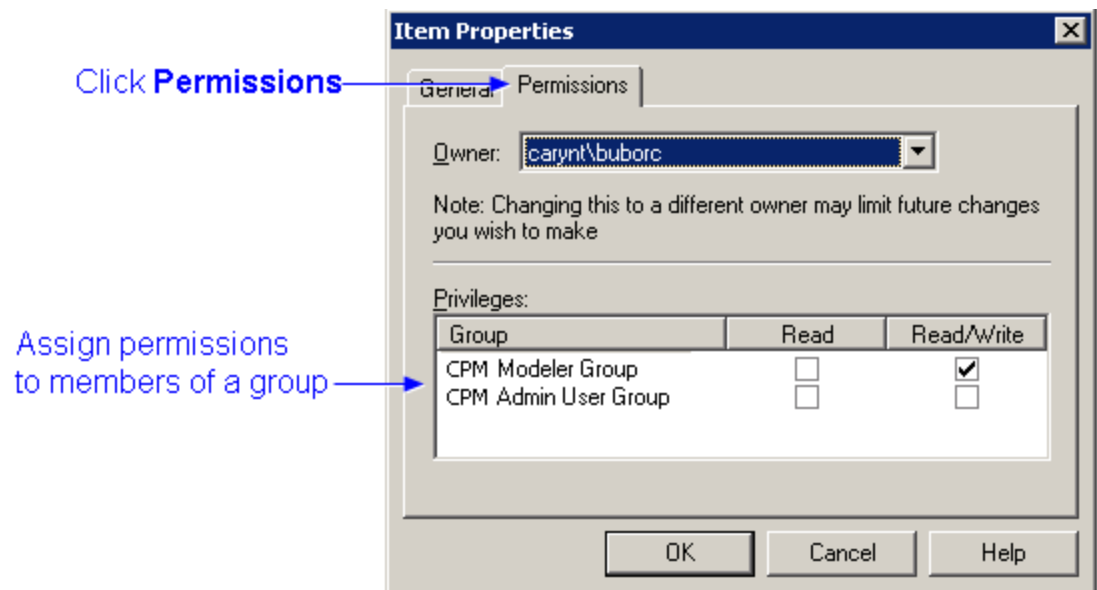 Item Properties
Click Permissions
General
Permissions
Owner: carynt\buborc
Note: Changing this to a different owner may limit future changes
you wish to make
Privileges:
Group Read Read/Write
Assign permissions
to members of a group
CPM Modeler Group
CPM Admin User Group
OK Cancel Help